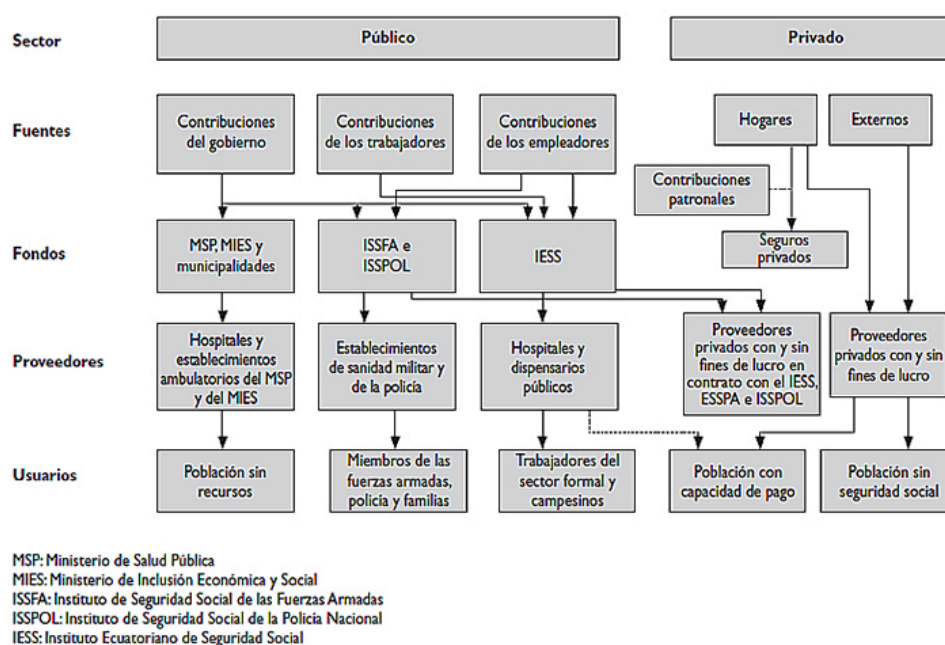 Sector
Público
Privado
Fuentes
Contribuciones
del gobierno
Contribuciones
de los trabajadores
Contribuciones
de los empleadores
Hogares
Externos
Contribuciones
patronales
Fondos
MSP, MIES y
municipalidades
ISSFA e
ISSPOL
IESS
Seguros
privados
Proveedores
Hospitales y
establecimientos
ambulatorios del MSP
y del MIES
Establecimientos
de sanidad militar y
de la policía
Hospitales y
dispensarios
públicos
Proveedores
privados con y sin
fines de lucro en
contrato con el IESS,
ESSPA e ISSPOL
Proveedores
privados con y sin
fines de lucro
Usuarios
Población sin
recursos
Miembros de las
fuerzas armadas,
policía y familias
Trabajadores del
sector formal y
campesinos
Población con
capacidad de pago
Población sin
seguridad social
MSP: Ministerio de Salud Pública
MIES: Ministerio de Inclusión Económica y Social
ISSFA: Instituto de Seguridad Social de las Fuerzas Armadas
ISSPOL: Instituto de Seguridad Social de la Policía Nacional
IESS: Instituto Ecuatoriano de Seguridad Social